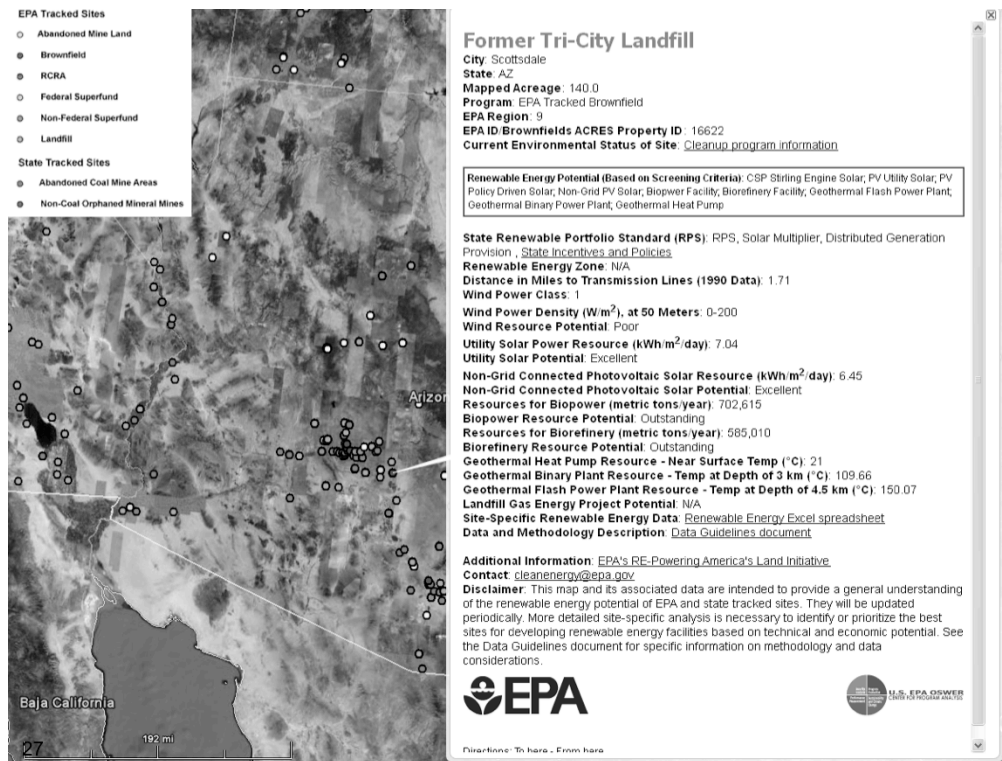 EPA Tracked Sites
Abandoned Mine Land
Brownfield
RCRA
Federal Superfund
Non-Federal Superfund
Landfill
State Tracked Sites
Abandoned Coal Mine Areas
Non-Coal Orphaned Mineral Mines
Arizon
Baja California
192 mi
27
Former Tri-City Landfill
City: Scottsdale
State: AZ
Mapped Acreage: 140.0
Program: EPA Tracked Brownfield
EPA Region: 9
EPA ID/Brownfields ACRES Property ID: 16622
Current Environmental Status of Site: Cleanup program information
Renewable Energy Potential (Based on Screening Criteria): CSP Stirling Engine Solar; PV Utility Solar; PV
Policy Driven Solar; Non-Grid PV Solar; Biopwer Facility; Biorefinery Facility; Geothermal Flash Power Plant;
Geothermal Binary Power Plant; Geothermal Heat Pump
State Renewable Portfolio Standard (RPS): RPS, Solar Multiplier, Distributed Generation
Provision , State Incentives and Policies
Renewable Energy Zone: N/A
Distance in Miles to Transmission Lines (1990 Data): 1.71
Wind Power Class: 1
Wind Power Density (W/m²), at 50 Meters: 0-200
Wind Resource Potential: Poor
Utility Solar Power Resource (kWh/m²/day): 7.04
Utility Solar Potential: Excellent
Non-Grid Connected Photovoltaic Solar Resource (kWh/m²/day): 6.45
Non-Grid Connected Photovoltaic Solar Potential: Excellent
Resources for Biopower (metric tons/year): 702,615
Biopower Resource Potential: Outstanding
Resources for Biorefinery (metric tons/year): 585,010
Biorefinery Resource Potential: Outstanding
Geothermal Heat Pump Resource - Near Surface Temp (°C): 21
Geothermal Binary Plant Resource - Temp at Depth of 3 km (°C): 109.66
Geothermal Flash Power Plant Resource - Temp at Depth of 4.5 km (°C): 150.07
Landfill Gas Energy Project Potential: N/A
Site-Specific Renewable Energy Data: Renewable Energy Excel spreadsheet
Data and Methodology Description: Data Guidelines document
Additional Information: EPA's RE-Powering America's Land Initiative
Contact: cleanenergy@epa.gov
Disclaimer: This map and its associated data are intended to provide a general understanding
of the renewable energy potential of EPA and state tracked sites. They will be updated
periodically. More detailed site-specific analysis is necessary to identify or prioritize the best
sites for developing renewable energy facilities based on technical and economic potential. See
the Data Guidelines document for specific information on methodology and data
considerations.
EPA
U.S. EPA OSWER
CENTER FOR PROGRAM ANALYSIS
Directions: To here - From here